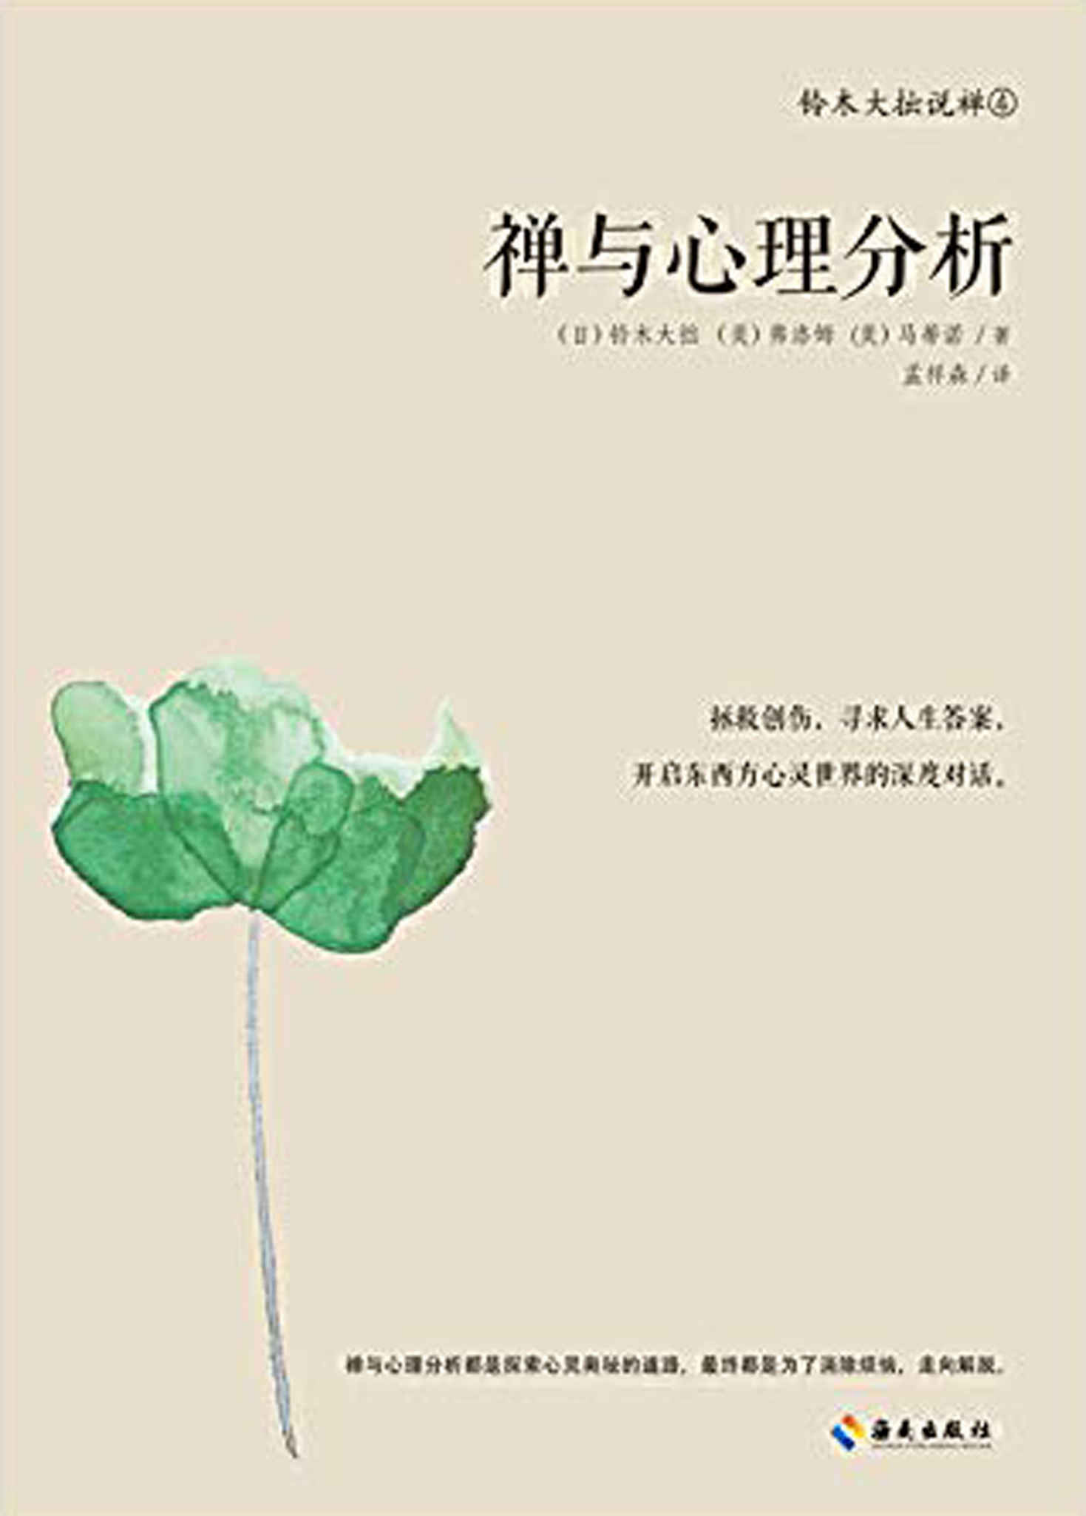 铃木大拙说禅④
禅与心理分析
（日）铃木大拙 （美）弗洛姆 （美）马蒂诺 / 著
孟祥森 / 译
拯救创伤，寻求人生答案，
开启东西方心灵世界的深度对话。
禅与心理分析都是探索心灵奥秘的道路，最终都是为了消除烦恼，走向解脱。
海南出版社